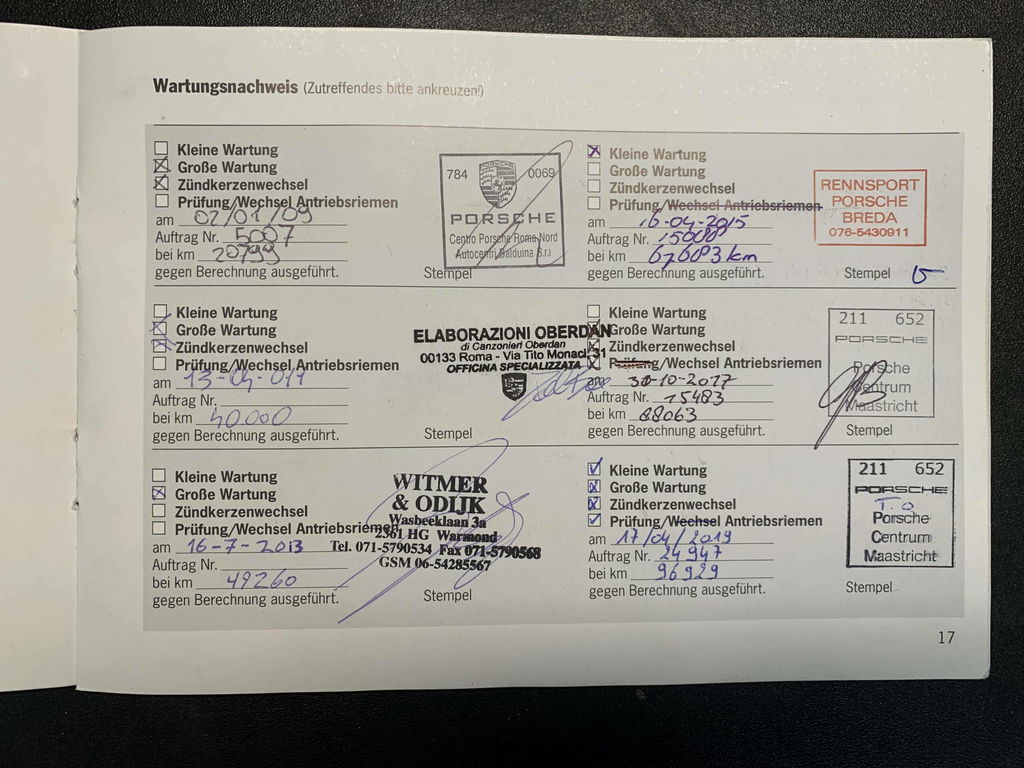 Wartungsnachweis (Zutreffendes bitte ankreuzen!)
Kleine Wartung
Große Wartung
Zündkerzenwechsel
Prüfung/Wechsel Antriebsriemen
am 02/01/09
Auftrag Nr. 5007
bei km 20799
gegen Berechnung ausgeführt.
Stempel
784 0069
PORSCHE
Centro Porsche Roma Nord
Autocentri Balduina S.r.l
Kleine Wartung
Große Wartung
Zündkerzenwechsel
Prüfung/Wechsel Antriebsriemen
am 16-04-2015
Auftrag Nr.
bei km 67683 km
gegen Berechnung ausgeführt.
Stempel
RENNSPORT
PORSCHE
BREDA
076-5430911
Kleine Wartung
Große Wartung
Zündkerzenwechsel
Prüfung/Wechsel Antriebsriemen
am
Auftrag Nr.
bei km 40.000
gegen Berechnung ausgeführt.
Stempel
ELABORAZIONI OBERDAN
di Canzonieri Oberdan
00133 Roma - Via Tito Monaci, 31
OFFICINA SPECIALIZZATA
Kleine Wartung
Große Wartung
Zündkerzenwechsel
Prüfung/Wechsel Antriebsriemen
am 30-10-2017
Auftrag Nr. 15483
bei km 88063
gegen Berechnung ausgeführt.
Stempel
211 652
PORSCHE
Porsche
Centrum
Maastricht
Kleine Wartung
Große Wartung
Zündkerzenwechsel
Prüfung/Wechsel Antriebsriemen
am 16-7-2013
Auftrag Nr.
bei km 49260
gegen Berechnung ausgeführt.
Stempel
WITMER
& ODIJK
Wasbeeklaan 3a
2361 HG Warmond
Tel. 071-5790534 Fax 071-5790568
GSM 06-54285567
Kleine Wartung
Große Wartung
Zündkerzenwechsel
Prüfung/Wechsel Antriebsriemen
am 17/04/2019
Auftrag Nr. 24947
bei km 96929
gegen Berechnung ausgeführt.
Stempel
211 652
PORSCHE
T.O
Porsche
Centrum
Maastricht
17